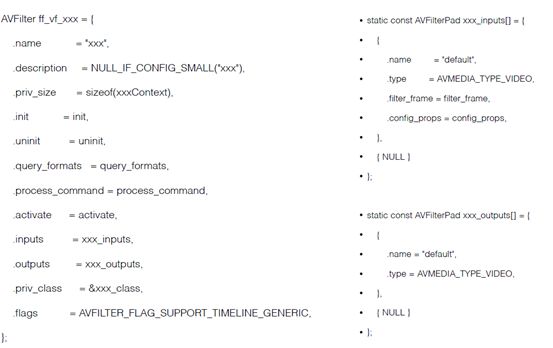 AVFilter ff_vf_xxx = {
.name = "xxx",
.description = NULL_IF_CONFIG_SMALL("xxx"),
.priv_size = sizeof(xxxContext),
.init = init,
.uninit = uninit,
.query_formats = query_formats,
.process_command = process_command,
.activate = activate,
.inputs = xxx_inputs,
.outputs = xxx_outputs,
.priv_class = &xxx_class,
.flags = AVFILTER_FLAG_SUPPORT_TIMELINE_GENERIC,
};
• static const AVFilterPad xxx_inputs[] = {
• {
• .name = "default",
• .type = AVMEDIA_TYPE_VIDEO,
• .filter_frame = filter_frame,
• .config_props = config_props,
• },
• { NULL }
• };
• static const AVFilterPad xxx_outputs[] = {
• {
• .name = "default",
• .type = AVMEDIA_TYPE_VIDEO,
• },
• { NULL }
• };